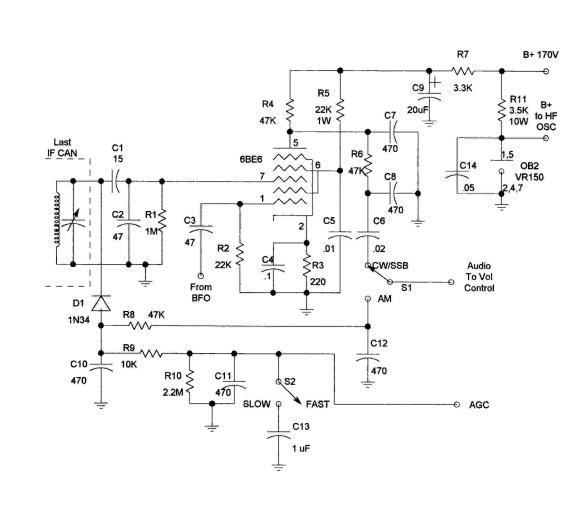 R7
B+ 170V
3.3K
C9
20uF
R5
22K
1W
R4
47K
R11
3.5K
10W
B+
to HF
OSC
C7
470
Last
IF CAN
C1
15
5
6BE6
6
7
1
2
R6
47K
C14
.05
1,5
OB2
VR150
2,4,7
C8
470
C2
47
R1
1M
C3
47
R2
22K
C4
.1
R3
220
C5
.01
C6
.02
From
BFO
CW/SSB
S1
AM
Audio
To Vol
Control
D1
1N34
R8 47K
R9
10K
C10
470
C12
470
R10
2.2M
C11
470
S2
SLOW
FAST
AGC
C13
1 uF